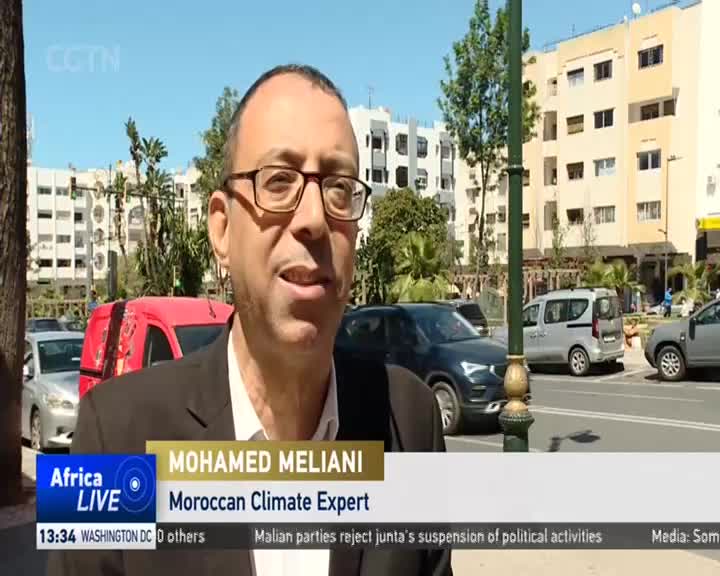 CGTN
MOHAMED MELIANI
Africa
LIVE
Moroccan Climate Expert
13:34 WASHINGTON DC
0 others Malian parties reject junta's suspension of political activities Media: Som